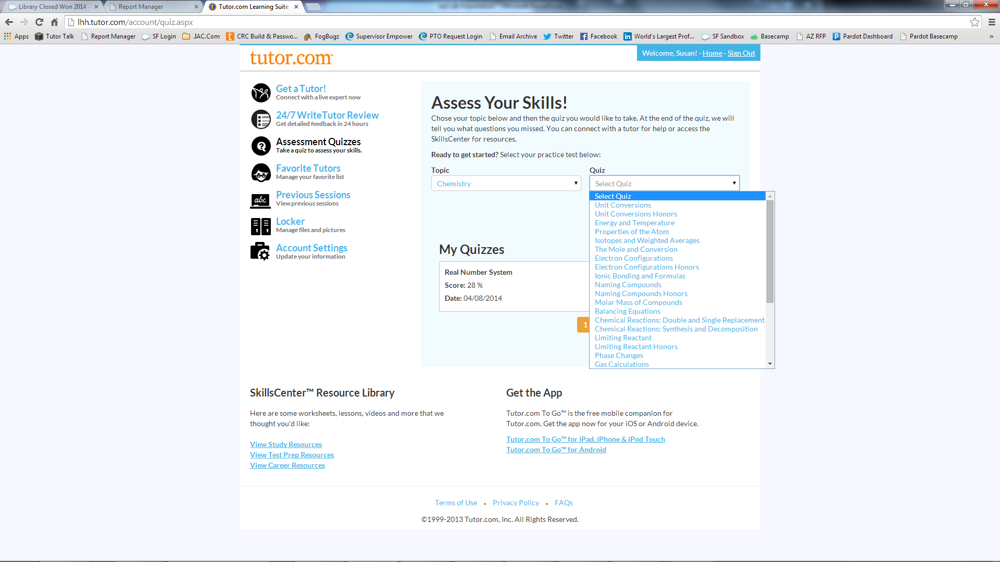 Library Closed Won 2014
Report Manager
Tutor.com Learning Suite
lhh.tutor.com/account/quiz.aspx
Apps
Tutor Talk
Report Manager
SF Login
.IAC.Com
CRC Build & Passwo...
FogBugz
Supervisor Empower
PTO Request Login
Email Archive
Twitter
Facebook
World's Largest Prof...
SF Sandbox
Basecamp
AZ RFP
Pardot Dashboard
Pardot Basecamp
»
tutor.com™
Welcome, Susan! · Home · Sign Out
Get a Tutor!
Connect with a live expert now
24/7 WriteTutor Review
Get detailed feedback in 24 hours
Assessment Quizzes
Take a quiz to assess your skills.
Favorite Tutors
Manage your favorite list
abc
Previous Sessions
View previous sessions
Locker
Manage files and pictures
Account Settings
Update your information
Assess Your Skills!
Chose your topic below and then the quiz you would like to take. At the end of the quiz, we will
tell you what questions you missed. You can connect with a tutor for help or access the
SkillsCenter for resources.
Ready to get started? Select your practice test below:
Topic
Chemistry
Quiz
Select Quiz
Select Quiz
Unit Conversions
Unit Conversions Honors
Energy and Temperature
Properties of the Atom
Isotopes and Weighted Averages
The Mole and Conversion
Electron Configurations
Electron Configurations Honors
Ionic Bonding and Formulas
Naming Compounds
Naming Compounds Honors
Molar Mass of Compounds
Balancing Equations
Chemical Reactions: Double and Single Replacement
Chemical Reactions: Synthesis and Decomposition
Limiting Reactant
Limiting Reactant Honors
Phase Changes
Gas Calculations
My Quizzes
Real Number System
Score: 28 %
Date: 04/08/2014
1
SkillsCenter™ Resource Library
Here are some worksheets, lessons, videos and more that we
thought you'd like:
View Study Resources
View Test Prep Resources
View Career Resources
Get the App
Tutor.com To Go™ is the free mobile companion for
Tutor.com. Get the app now for your iOS or Android device.
Tutor.com To Go™ for iPad, iPhone & iPod Touch
Tutor.com To Go™ for Android
Terms of Use • Privacy Policy • FAQs
©1999-2013 Tutor.com, Inc. All Rights Reserved.